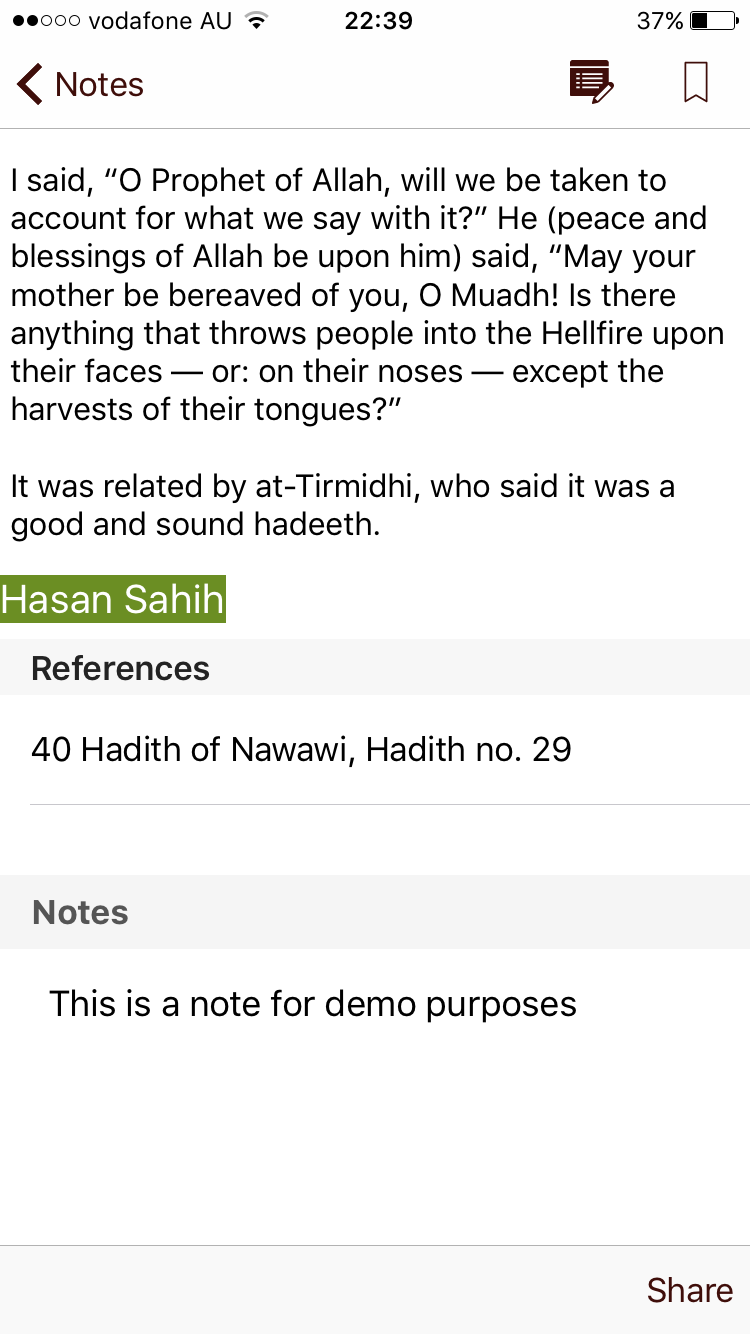 vodafone AU 22:39 37%
Notes
I said, “O Prophet of Allah, will we be taken to
account for what we say with it?” He (peace and
blessings of Allah be upon him) said, “May your
mother be bereaved of you, O Muadh! Is there
anything that throws people into the Hellfire upon
their faces — or: on their noses — except the
harvests of their tongues?”
It was related by at-Tirmidhi, who said it was a
good and sound hadeeth.
Hasan Sahih
References
40 Hadith of Nawawi, Hadith no. 29
Notes
This is a note for demo purposes
Share